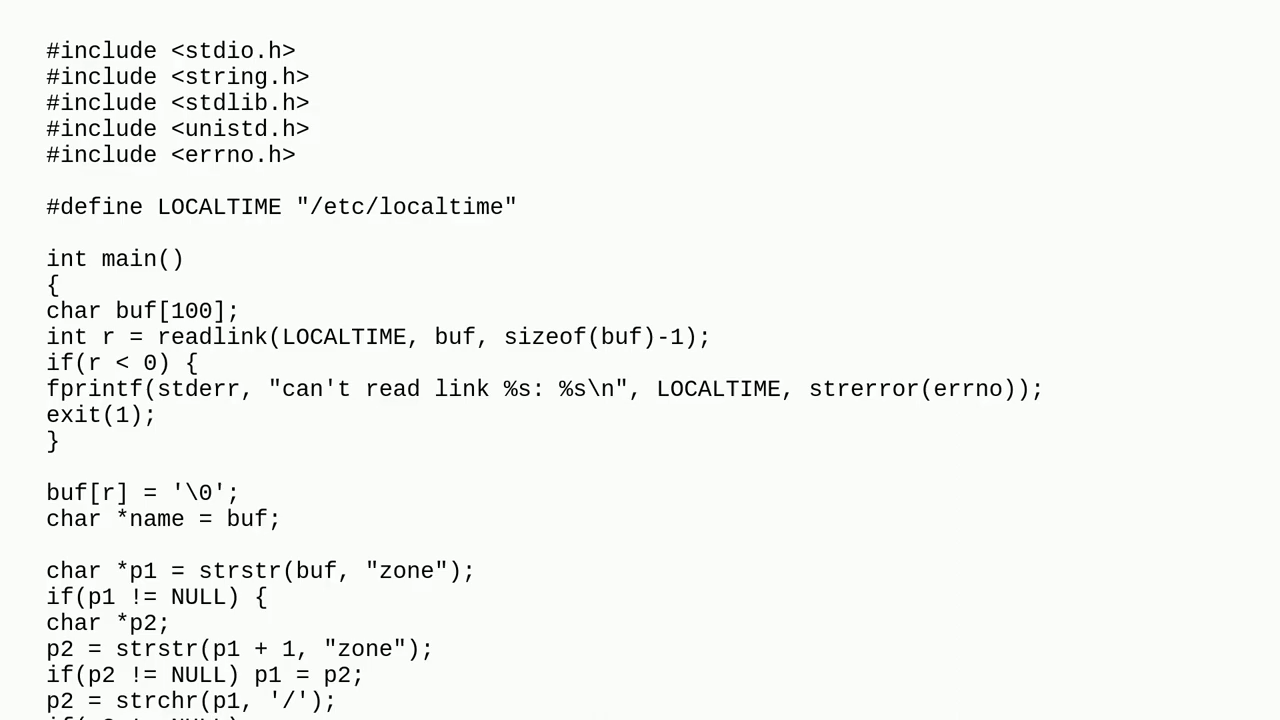 #include <stdio.h>
#include <string.h>
#include <stdlib.h>
#include <unistd.h>
#include <errno.h>
#define LOCALTIME "/etc/localtime"
int main()
{
char buf[100];
int r = readlink(LOCALTIME, buf, sizeof(buf)-1);
if(r < 0) {
fprintf(stderr, "can't read link %s: %s\n", LOCALTIME, strerror(errno));
exit(1);
}
buf[r] = '\0';
char *name = buf;
char *p1 = strstr(buf, "zone");
if(p1 != NULL) {
char *p2;
p2 = strstr(p1 + 1, "zone");
if(p2 != NULL) p1 = p2;
p2 = strchr(p1, '/');